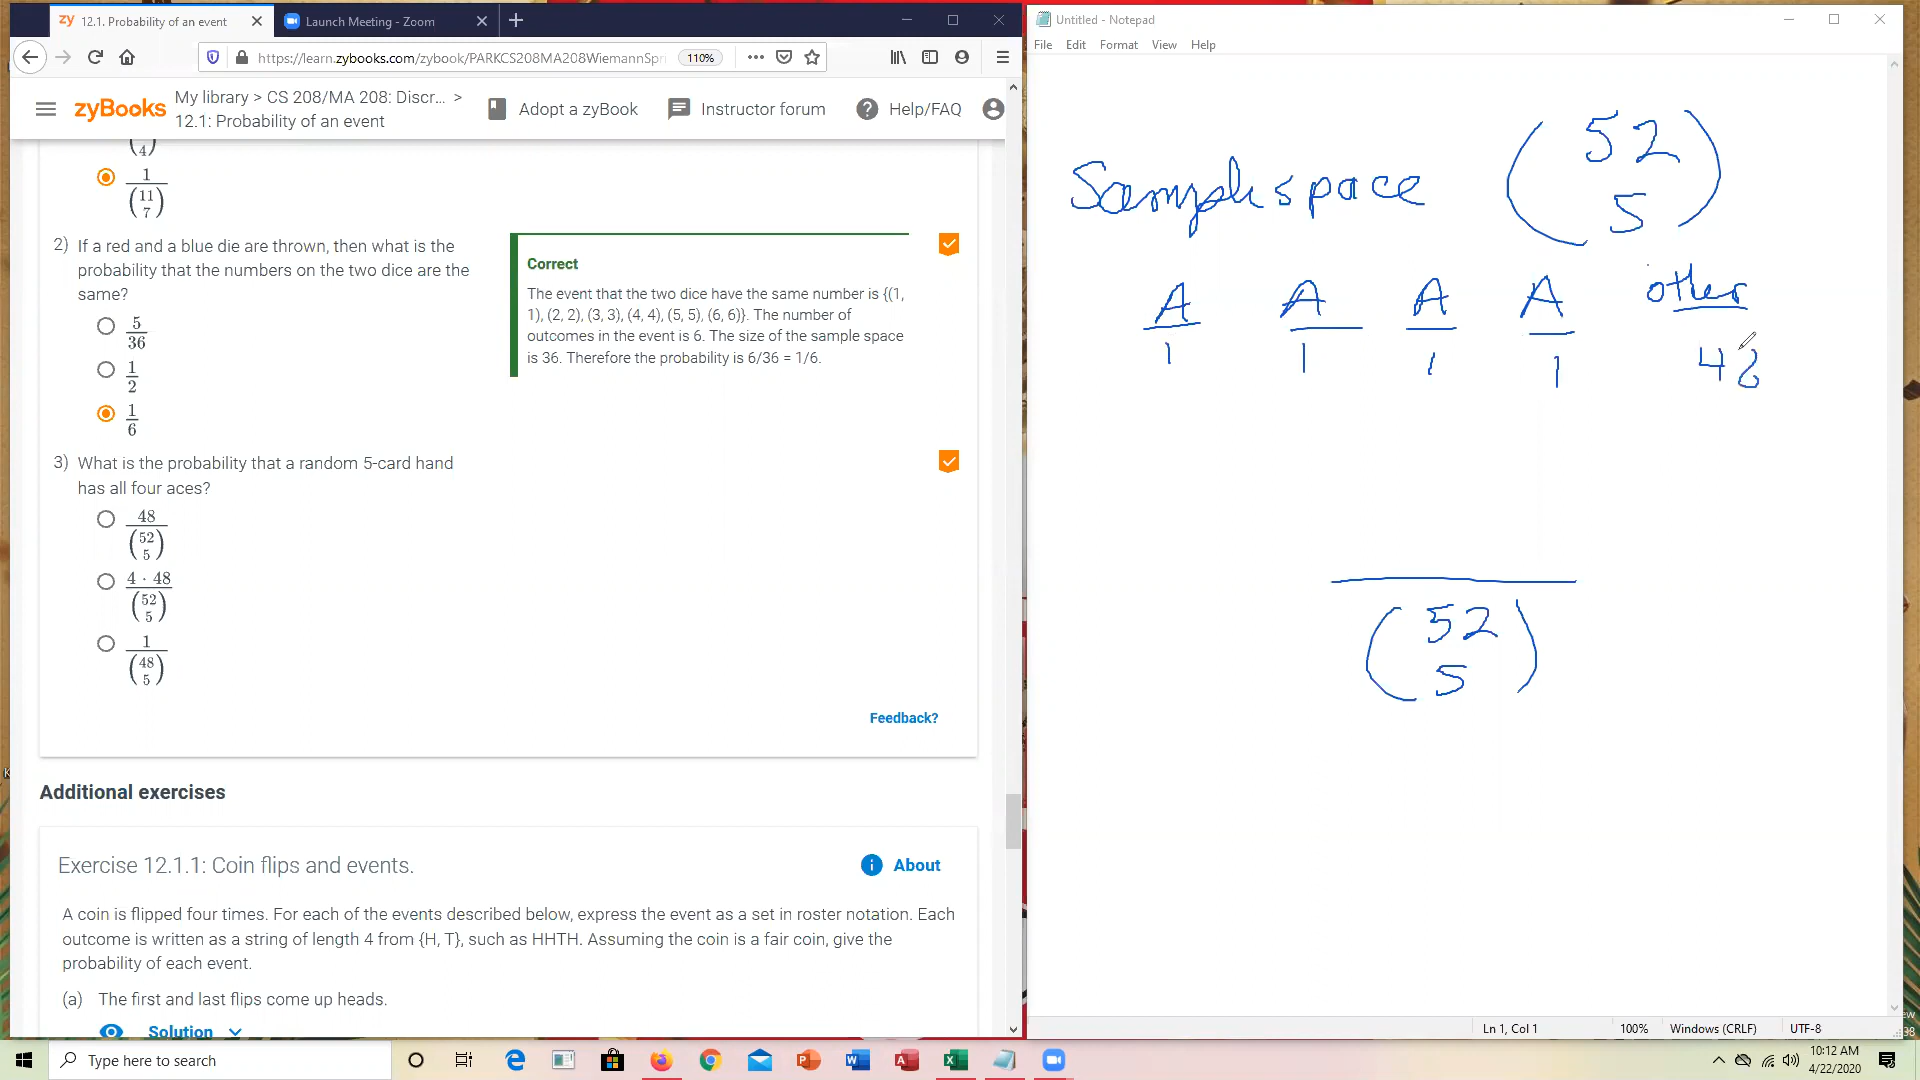 12.1. Probability of an event
Launch Meeting - Zoom
https://learn.zybooks.com/zybook/PARKCS208MA208WiemannSpri
110%
zyBooks
My library > CS 208/MA 208: Discr... >
12.1: Probability of an event
Adopt a zyBook
Instructor forum
Help/FAQ
4
1
11
7
2) If a red and a blue die are thrown, then what is the
probability that the numbers on the two dice are the
same?
5
36
1
2
1
6
Correct
The event that the two dice have the same number is {(1,
1), (2, 2), (3, 3), (4, 4), (5, 5), (6, 6)}. The number of
outcomes in the event is 6. The size of the sample space
is 36. Therefore the probability is 6/36 = 1/6.
3) What is the probability that a random 5-card hand
has all four aces?
48
52
5
4 · 48
52
5
1
48
5
Feedback?
Additional exercises
Exercise 12.1.1: Coin flips and events.
About
A coin is flipped four times. For each of the events described below, express the event as a set in roster notation. Each
outcome is written as a string of length 4 from {H, T}, such as HHTH. Assuming the coin is a fair coin, give the
probability of each event.
(a) The first and last flips come up heads.
Solution
Untitled - Notepad
File Edit Format View Help
Sample space (52
5)
A A A A other
1 1 1 1 48
(52
5)
Ln 1, Col 1 100% Windows (CRLF) UTF-8
Type here to search
10:12 AM
4/22/2020